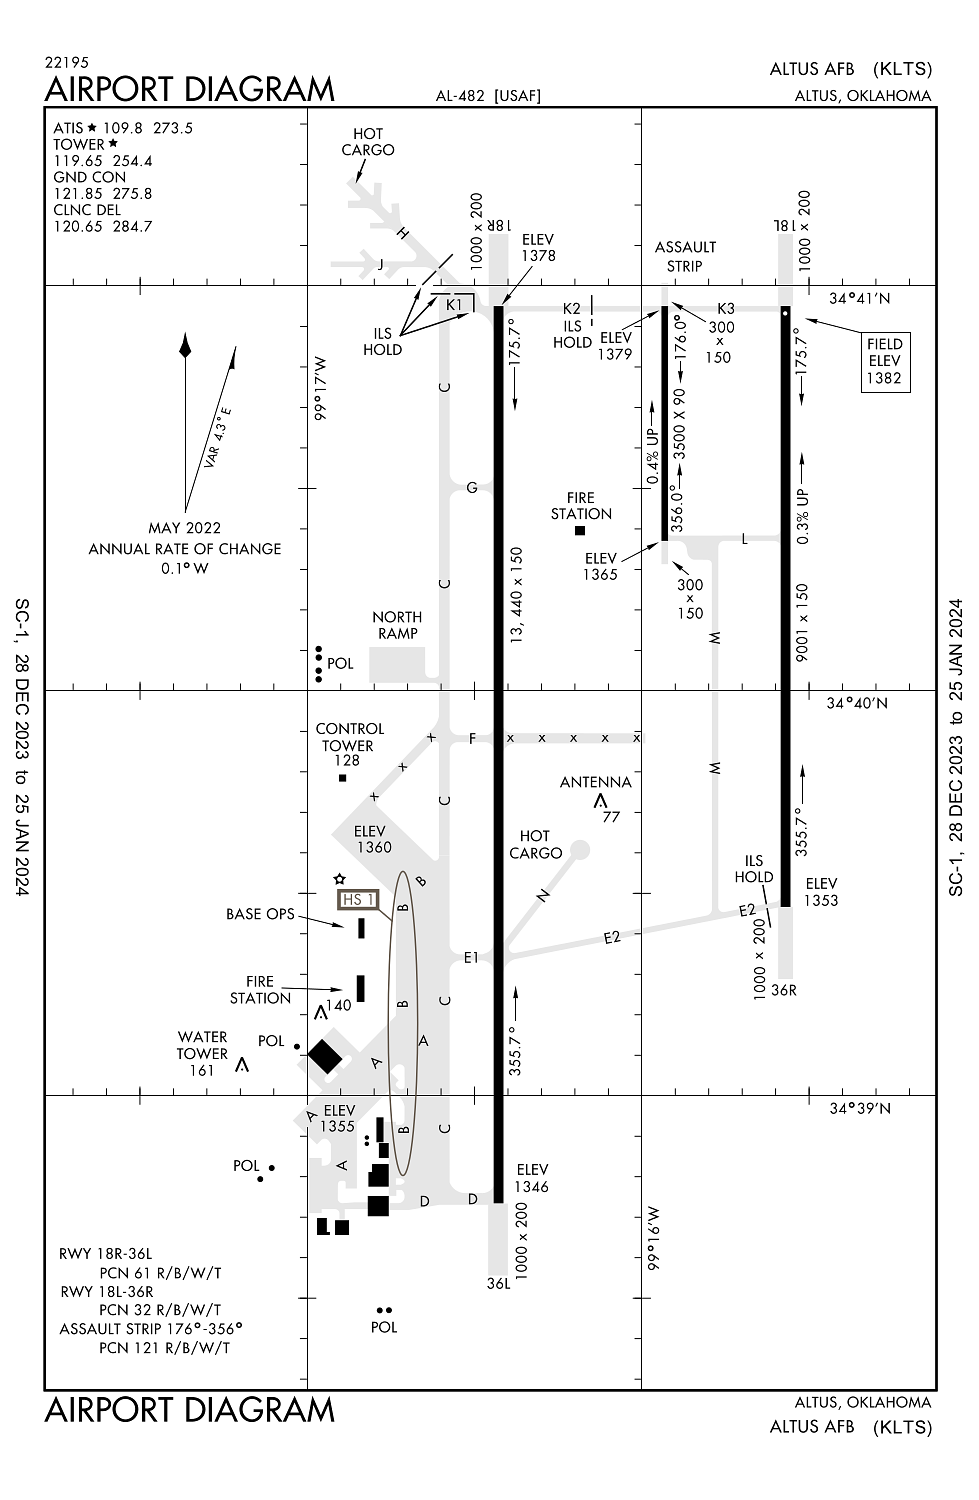 22195
AIRPORT DIAGRAM
AL-482 [USAF]
ALTUS AFB (KLTS)
ALTUS, OKLAHOMA
ATIS ★ 109.8 273.5
TOWER ★
119.65 254.4
GND CON
121.85 275.8
CLNC DEL
120.65 284.7
HOT
CARGO
H
J
1000 x 200
18R
ELEV
1378
ASSAULT
STRIP
18L
1000 x 200
34°41'N
K1
K2
K3
ILS
HOLD
ILS
HOLD
ELEV
1379
300
x
150
FIELD
ELEV
1382
175.7°
176.0°
175.7°
99°17'W
C
VAR 4.3° E
MAY 2022
ANNUAL RATE OF CHANGE
0.1° W
0.4% UP
3500 X 90
356.0°
0.3% UP
G
FIRE
STATION
L
ELEV
1365
300
x
150
C
13, 440 x 150
9001 x 150
NORTH
RAMP
W
POL
34°40'N
CONTROL
TOWER
128
X
X
X
F
X
X
X
X
X
W
ANTENNA
77
C
355.7°
ELEV
1360
HOT
CARGO
N
ILS
HOLD
ELEV
1353
B
HS 1
B
BASE OPS
E2
E2
E1
1000 x 200
36R
FIRE
STATION
140
B
C
355.7°
WATER
TOWER
161
POL
A
A
34°39'N
A
ELEV
1355
B
C
A
POL
D
D
ELEV
1346
1000 x 200
36L
99°16'W
RWY 18R-36L
PCN 61 R/B/W/T
RWY 18L-36R
PCN 32 R/B/W/T
ASSAULT STRIP 176°-356°
PCN 121 R/B/W/T
POL
SC-1, 28 DEC 2023 to 25 JAN 2024
SC-1, 28 DEC 2023 to 25 JAN 2024
AIRPORT DIAGRAM
ALTUS, OKLAHOMA
ALTUS AFB (KLTS)